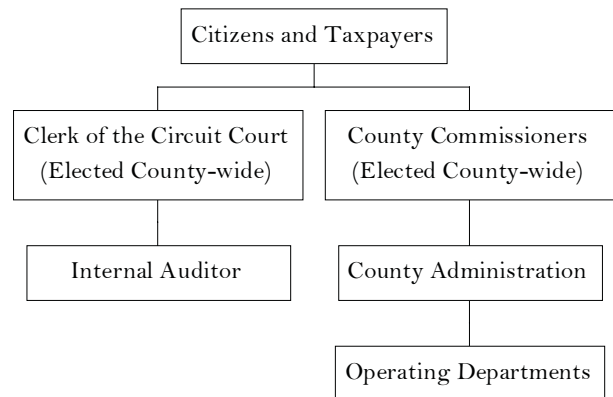 Citizens and Taxpayers
Clerk of the Circuit Court
(Elected County-wide)
County Commissioners
(Elected County-wide)
Internal Auditor
County Administration
Operating Departments